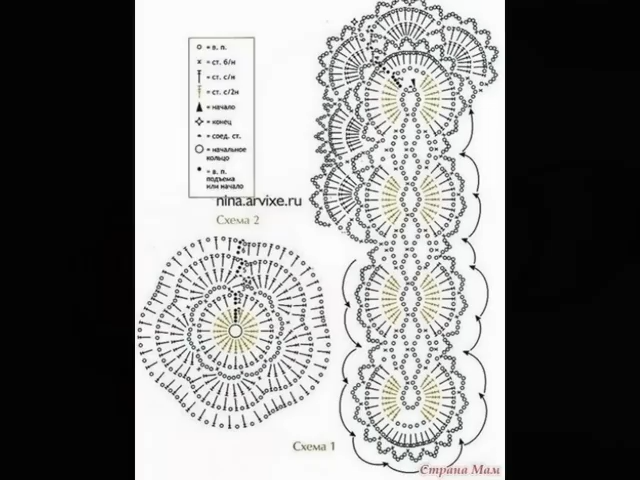 = в. п.
= ст. б/н
= ст. с/н
= ст. с/2н
= начало
= конец
= соед. ст.
= начальное
кольцо
= в. п.
подъема
или начало
nina.arvixe.ru
Схема 2
Схема 1
Страна Мам